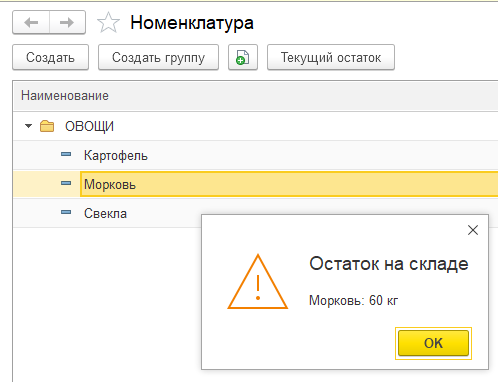 Номенклатура
Создать
Создать группу
Текущий остаток
Наименование
ОВОЩИ
Картофель
Морковь
Свекла
Остаток на складе
Морковь: 60 кг
ОК